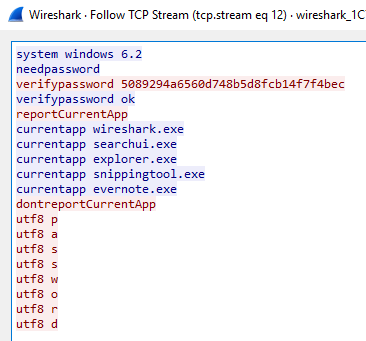 Wireshark · Follow TCP Stream (tcp.stream eq 12) · wireshark_1C
system windows 6.2
needpassword
verifypassword 5089294a6560d748b5d8fcb14f7f4bec
verifypassword ok
reportCurrentApp
currentapp wireshark.exe
currentapp searchui.exe
currentapp explorer.exe
currentapp snippingtool.exe
currentapp evernote.exe
dontreportCurrentApp
utf8 p
utf8 a
utf8 s
utf8 s
utf8 w
utf8 o
utf8 r
utf8 d